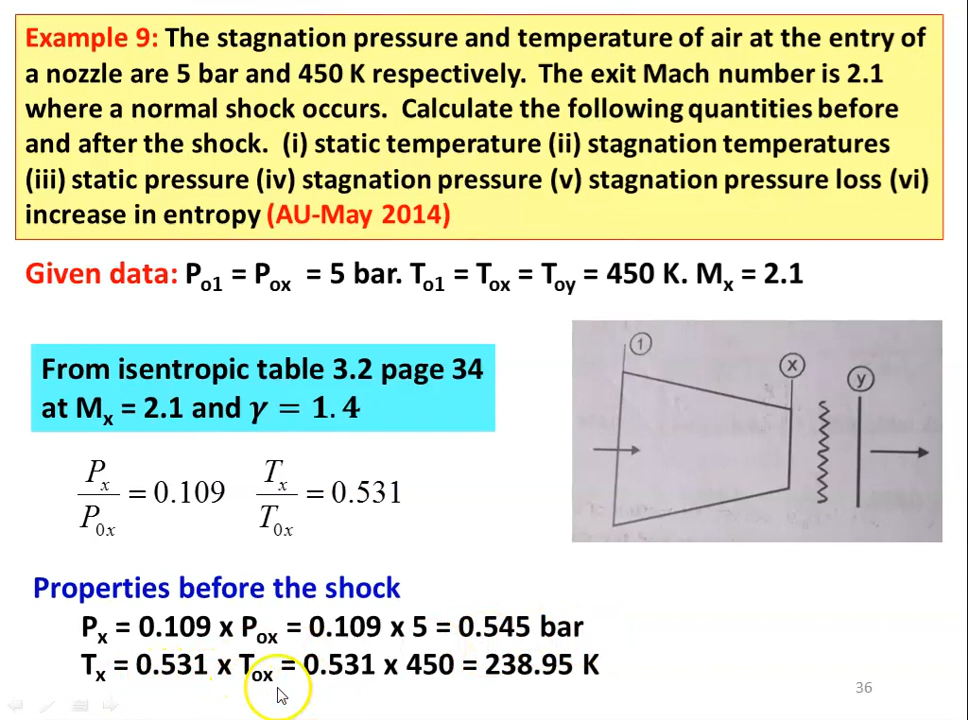 Example 9: The stagnation pressure and temperature of air at the entry of
a nozzle are 5 bar and 450 K respectively. The exit Mach number is 2.1
where a normal shock occurs. Calculate the following quantities before
and after the shock. (i) static temperature (ii) stagnation temperatures
(iii) static pressure (iv) stagnation pressure (v) stagnation pressure loss (vi)
increase in entropy (AU-May 2014)
Given data: Po1 = Pox = 5 bar. To1 = Tox = Toy = 450 K. Mx = 2.1
From isentropic table 3.2 page 34
at Mx = 2.1 and γ = 1.4
Px/P0x = 0.109 Tx/T0x = 0.531
1
x
y
Properties before the shock
Px = 0.109 x Pox = 0.109 x 5 = 0.545 bar
Tx = 0.531 x Tox = 0.531 x 450 = 238.95 K
36